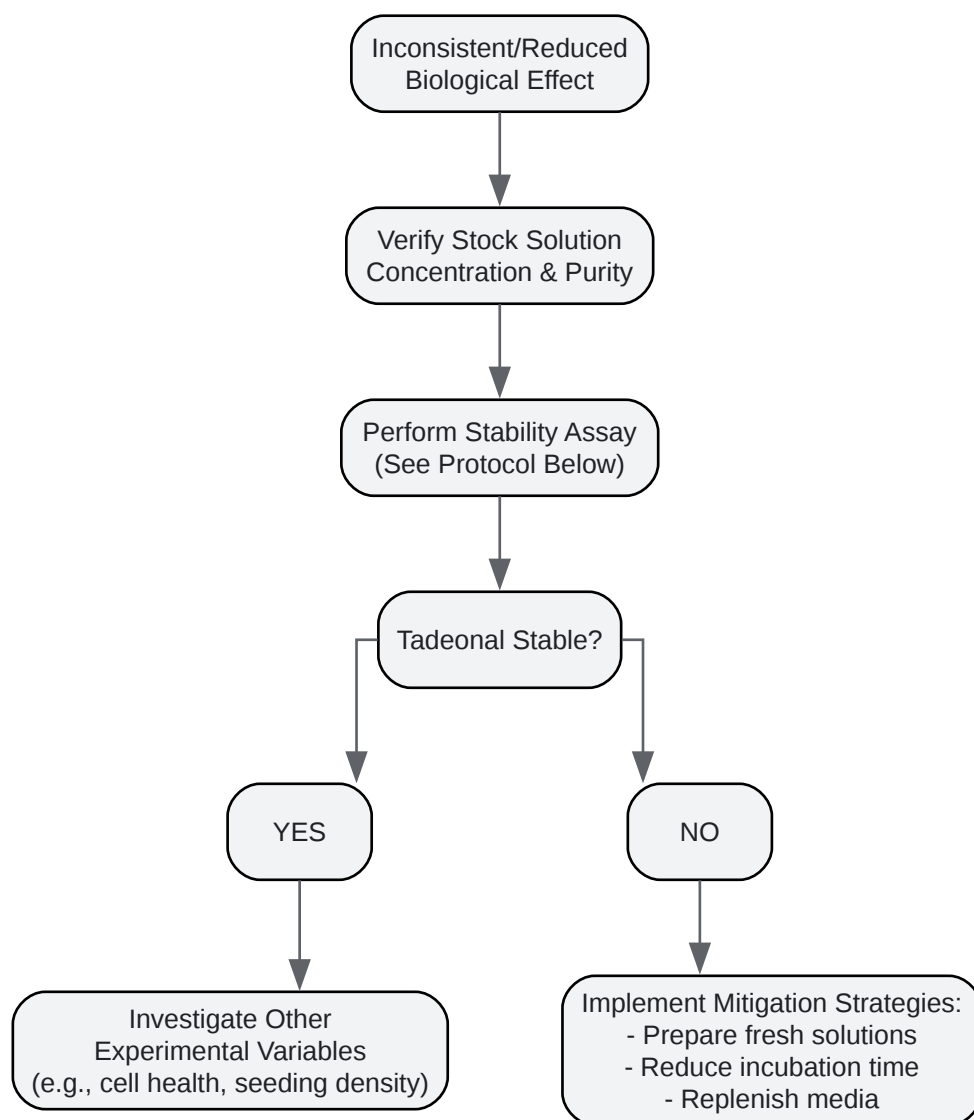 Inconsistent/Reduced
Biological Effect
Verify Stock Solution
Concentration & Purity
Perform Stability Assay
(See Protocol Below)
Tadeonal Stable?
YES
NO
Investigate Other
Experimental Variables
(e.g., cell health, seeding density)
Implement Mitigation Strategies:
- Prepare fresh solutions
- Reduce incubation time
- Replenish media